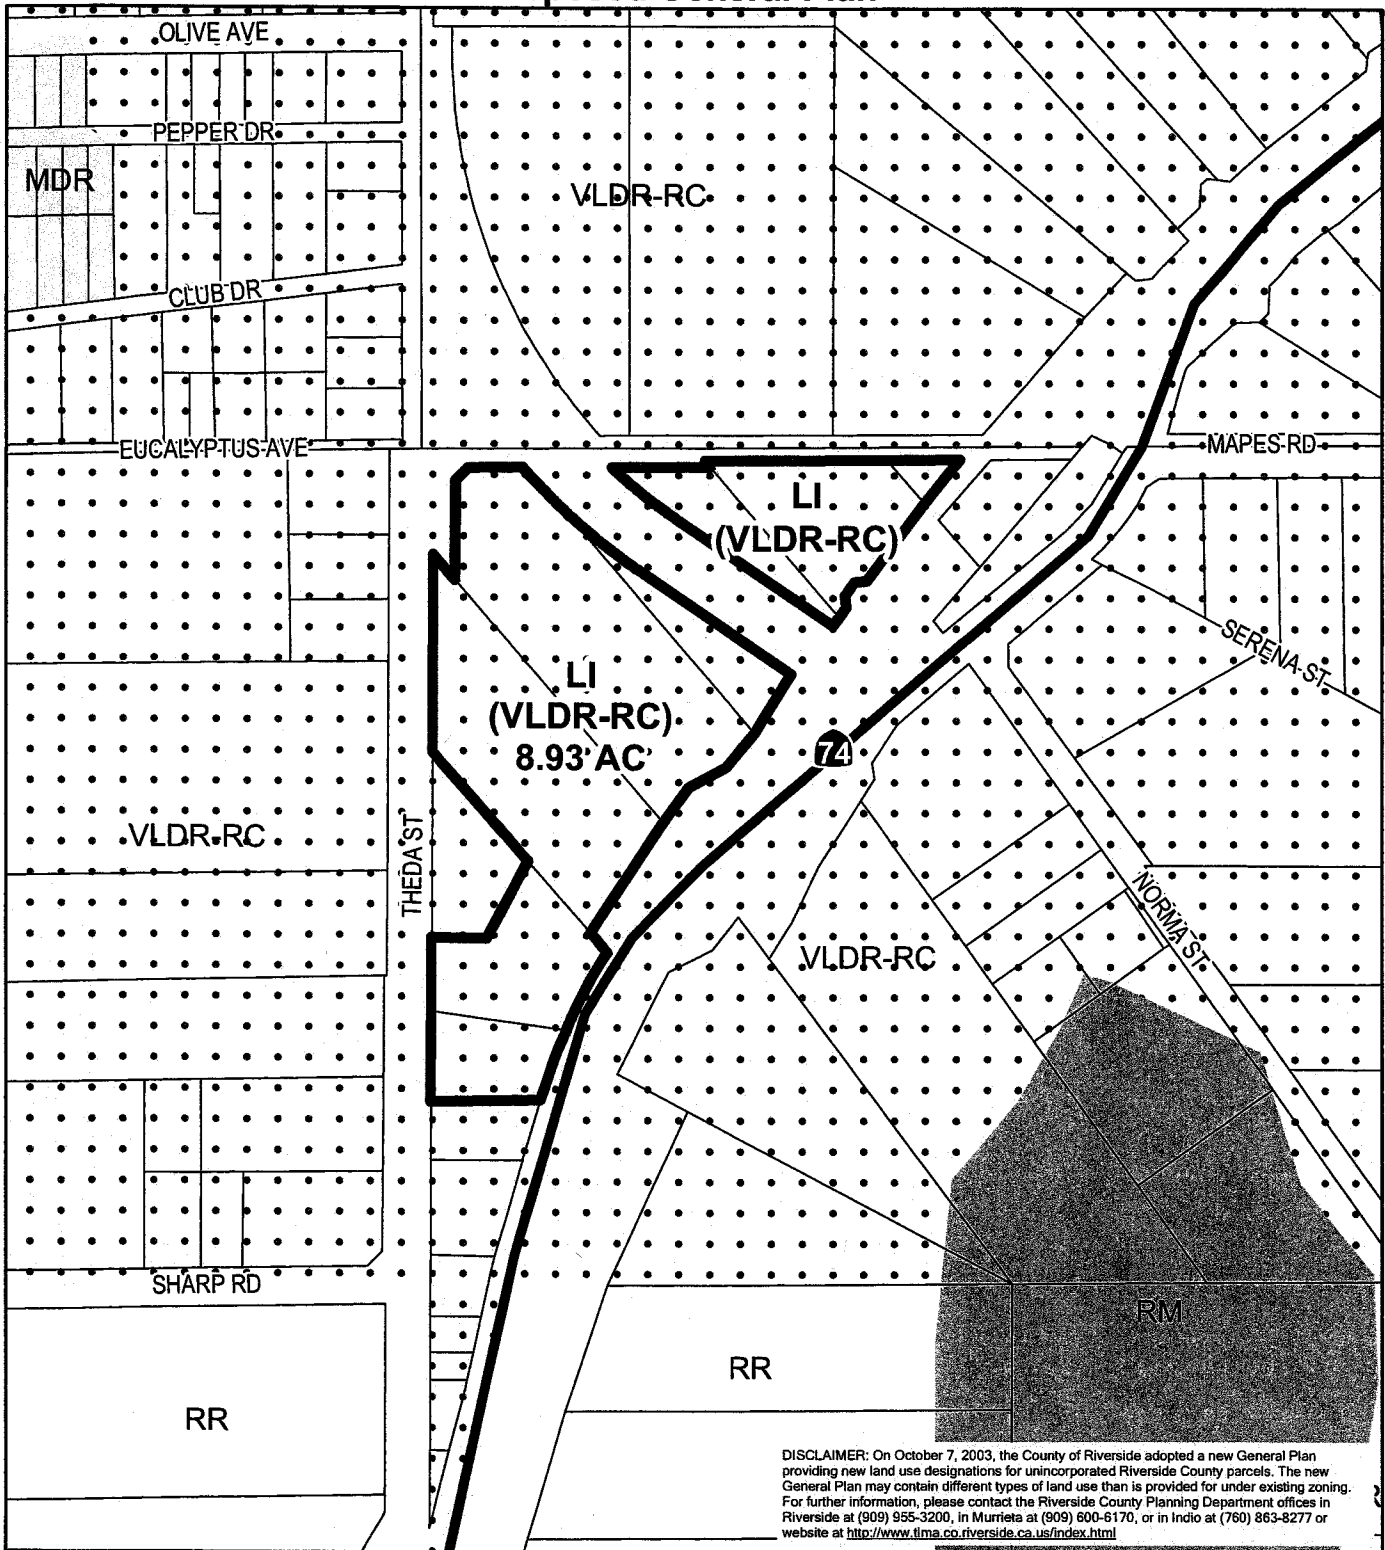 OLIVE AVE
PEPPER DR
MDR
VLDR-RC
CLUB DR
EUCALYPTUS AVE
MAPES RD
LI
(VLDR-RC)
SERENA ST
LI
(VLDR-RC)
8.93 AC
74
VLDR-RC
THEDA ST
NORMA ST
VLDR-RC
SHARP RD
RM
RR
RR
DISCLAIMER: On October 7, 2003, the County of Riverside adopted a new General Plan
providing new land use designations for unincorporated Riverside County parcels. The new
General Plan may contain different types of land use than is provided for under existing zoning.
For further information, please contact the Riverside County Planning Department offices in
Riverside at (909) 955-3200, in Murrieta at (909) 600-6170, or in Indio at (760) 863-8277 or
website at http://www.tlma.co.riverside.ca.us/index.html